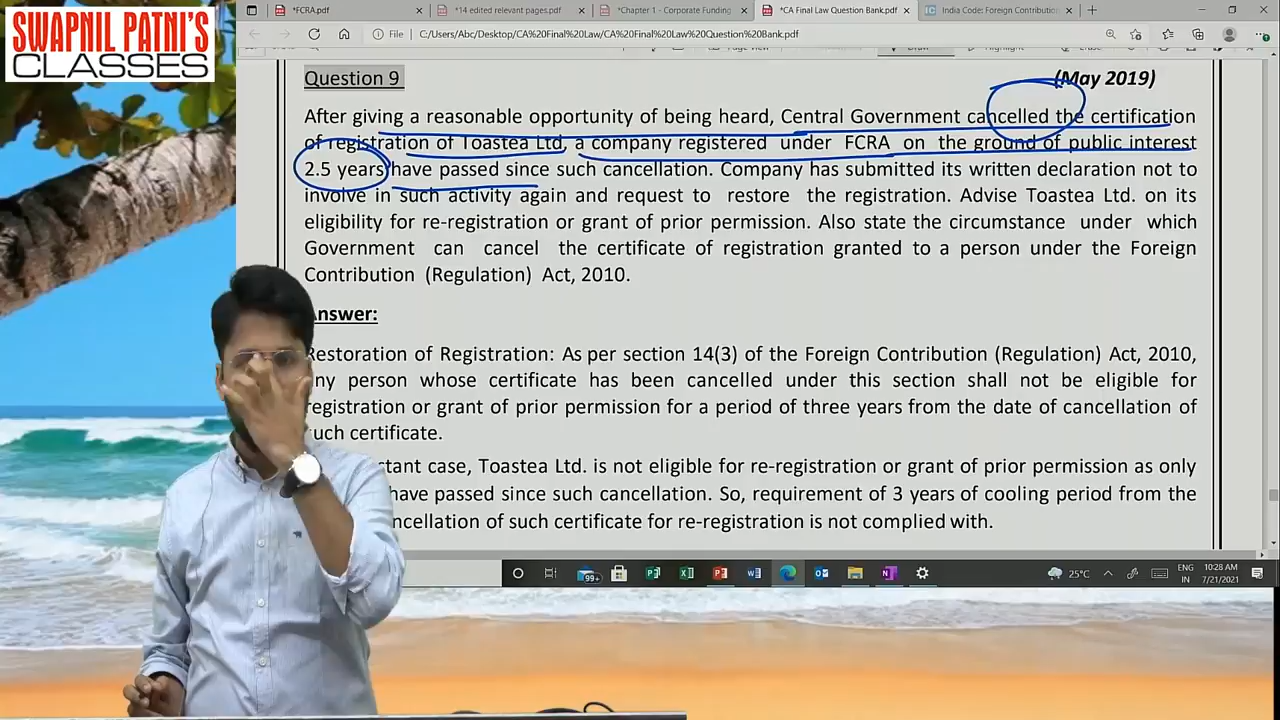 SWAPNIL PATNI'S
CLASSES
*FCRA.pdf
*14 edited relevant pages.pdf
*Chapter 1 - Corporate Funding
*CA Final Law Question Bank.pdf
India Code: Foreign Contribution
File
C:/Users/Abc/Desktop/CA%20Final%20Law/CA%20Final%20Law%20Question%20Bank.pdf
Question 9
(May 2019)
After giving a reasonable opportunity of being heard, Central Government cancelled the certification
of registration of Toastea Ltd, a company registered under FCRA on the ground of public interest
2.5 years have passed since such cancellation. Company has submitted its written declaration not to
involve in such activity again and request to restore the registration. Advise Toastea Ltd. on its
eligibility for re-registration or grant of prior permission. Also state the circumstance under which
Government can cancel the certificate of registration granted to a person under the Foreign
Contribution (Regulation) Act, 2010.
nswer:
Restoration of Registration: As per section 14(3) of the Foreign Contribution (Regulation) Act, 2010,
ny person whose certificate has been cancelled under this section shall not be eligible for
registration or grant of prior permission for a period of three years from the date of cancellation of
uch certificate.
stant case, Toastea Ltd. is not eligible for re-registration or grant of prior permission as only
have passed since such cancellation. So, requirement of 3 years of cooling period from the
ncellation of such certificate for re-registration is not complied with.
99+
25°C
ENG
IN
10:28 AM
7/21/2021